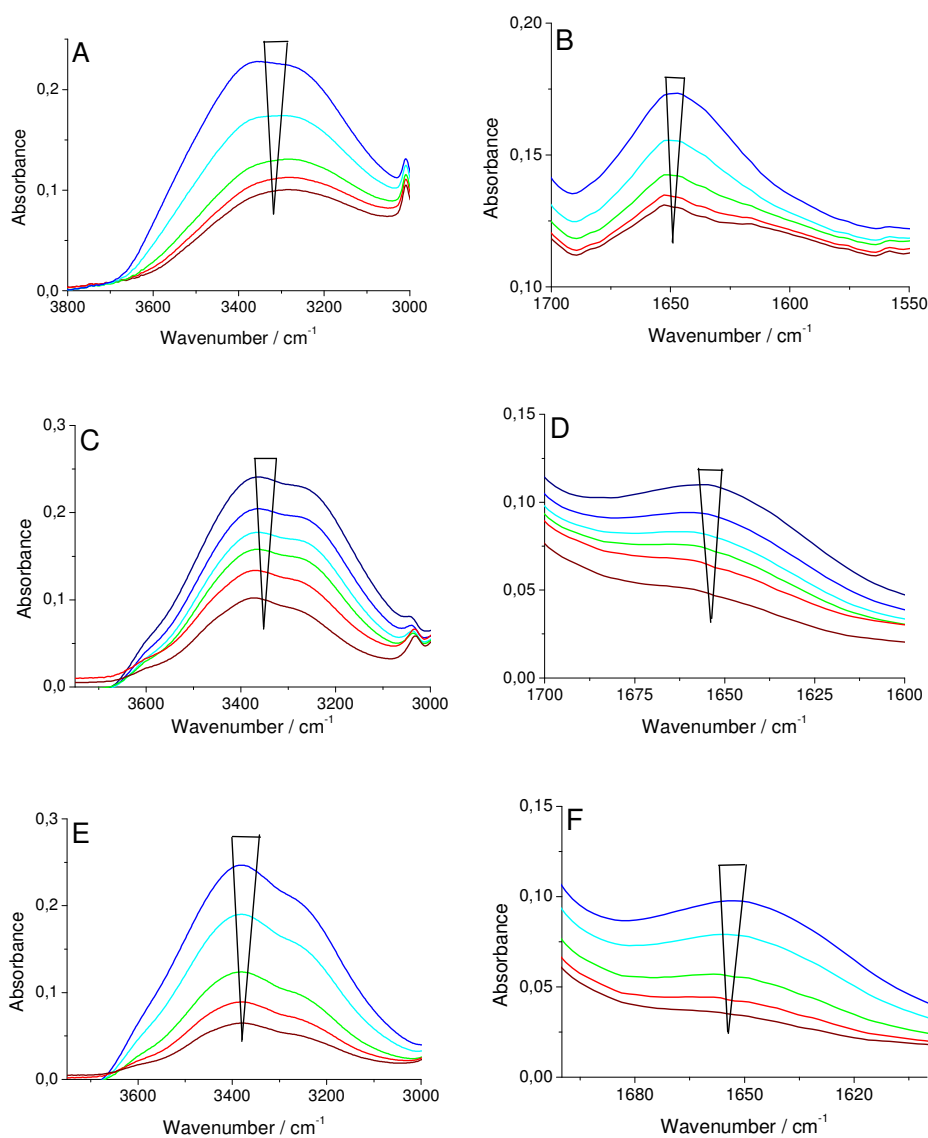 A
B
0,20
0,2
Absorbance
0,15
Absorbance
0,1
0,0
0,10
3800 3600 3400 3200 3000
1700 1650 1600 1550
Wavenumber / cm⁻¹
Wavenumber / cm⁻¹
C
D
0,3
0,15
0,2
0,10
Absorbance
Absorbance
0,1
0,05
0,0
0,00
3600 3400 3200 3000
1700 1675 1650 1625 1600
Wavenumber / cm⁻¹
Wavenumber / cm⁻¹
E
F
0,3
0,15
0,2
0,10
Absorbance
Absorbance
0,1
0,05
0,0
0,00
3600 3400 3200 3000
1680 1650 1620
Wavenumber / cm⁻¹
Wavenumber / cm⁻¹